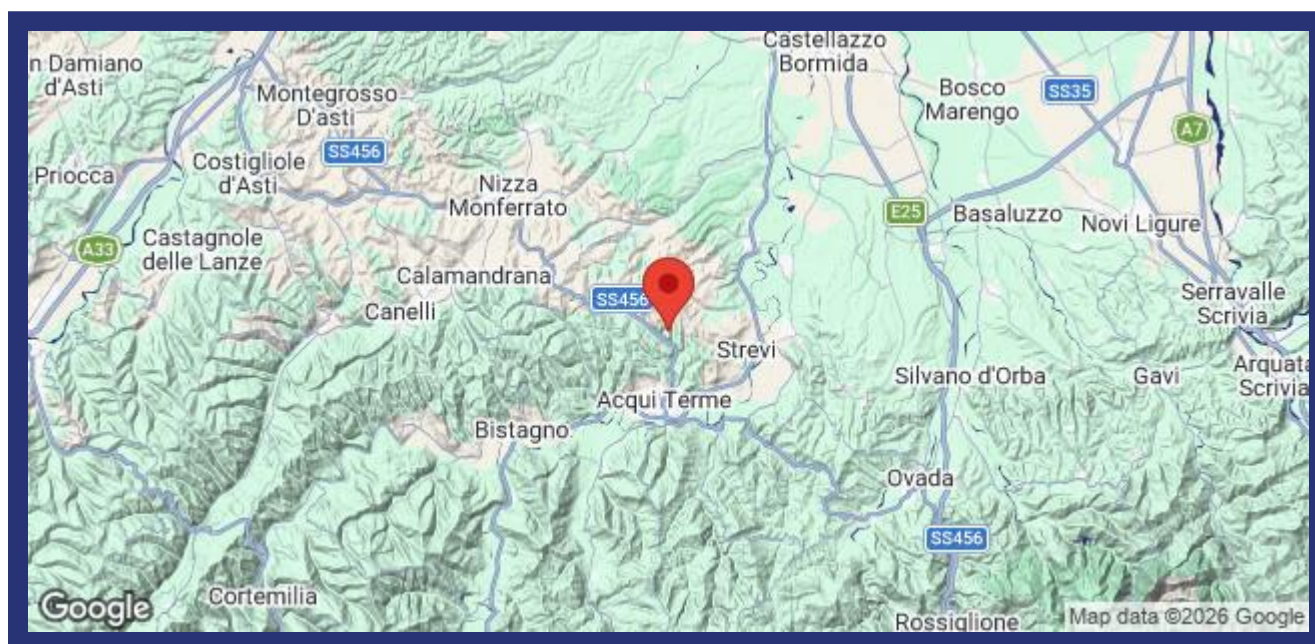 Castellazzo
Bormida
n Damiano
d'Asti
Montegrosso
D'asti
Bosco
Marengo
SS35
A7
SS456
Priocca
Costigliole
d'Asti
Nizza
Monferrato
E25
Basaluzzo
Novi Ligure
A33
Castagnole
delle Lanze
Calamandrana
SS456
Canelli
Serravalle
Scrivia
Strevi
Arquata
Scrivia
Silvano d'Orba
Gavi
Acqui Terme
Bistagno
Ovada
SS456
Cortemilia
Rossiglione
Google
Map data ©2026 Google